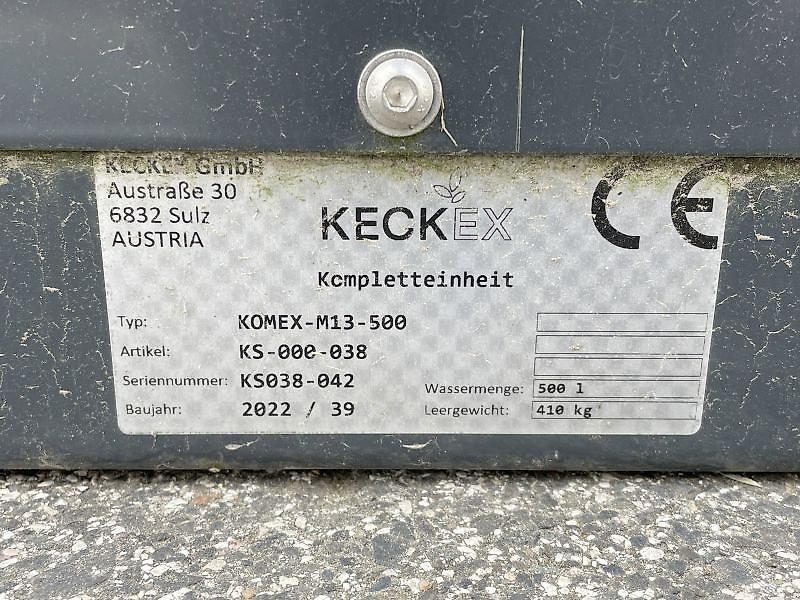 KECKEX GmbH
Austraße 30
6832 Sulz
AUSTRIA
KECKEX
CE
Kompletteinheit
Typ: KOMEX-M13-500
Artikel: KS-000-038
Seriennummer: KS038-042
Baujahr: 2022 / 39
Wassermenge: 500 l
Leergewicht: 410 kg